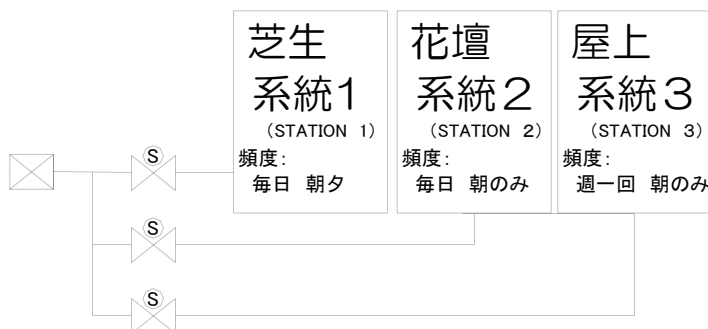 芝生
系統1
(STATION 1)
頻度:
毎日 朝夕
花壇
系統2
(STATION 2)
頻度:
毎日 朝のみ
屋上
系統3
(STATION 3)
頻度:
週一回 朝のみ
S
S
S